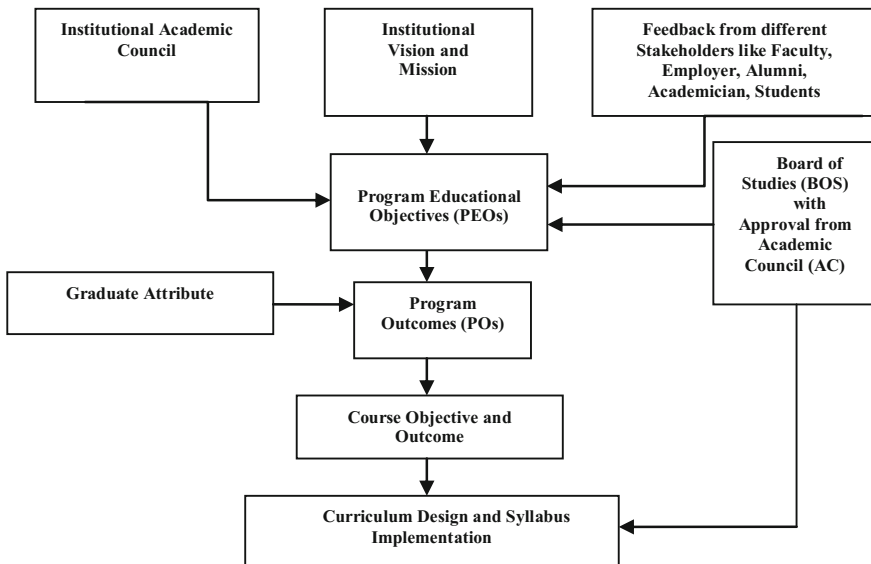 Institutional Academic
Council
Institutional
Vision and
Mission
Feedback from different
Stakeholders like Faculty,
Employer, Alumni,
Academician, Students
Board of
Studies (BOS)
with
Approval from
Academic
Council (AC)
Program Educational
Objectives (PEOs)
Graduate Attribute
Program
Outcomes (POs)
Course Objective and
Outcome
Curriculum Design and Syllabus
Implementation